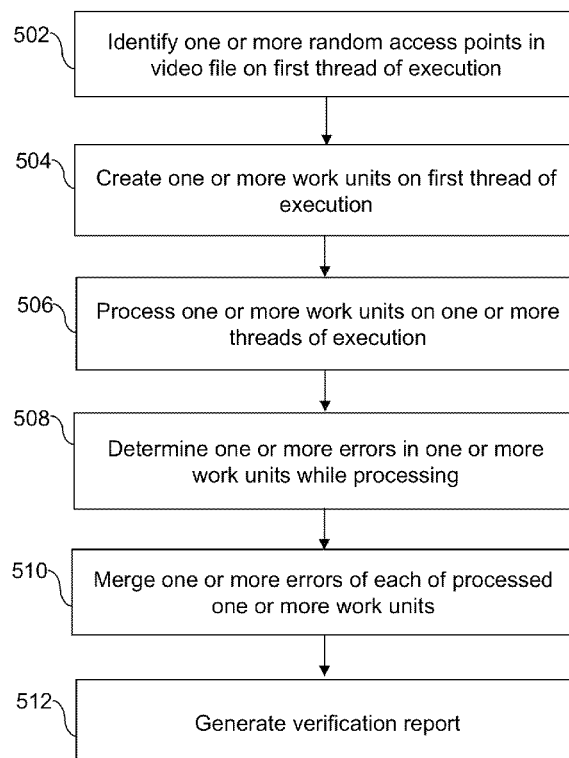 502
Identify one or more random access points in
video file on first thread of execution
504
Create one or more work units on first thread of
execution
506
Process one or more work units on one or more
threads of execution
508
Determine one or more errors in one or more
work units while processing
510
Merge one or more errors of each of processed
one or more work units
512
Generate verification report